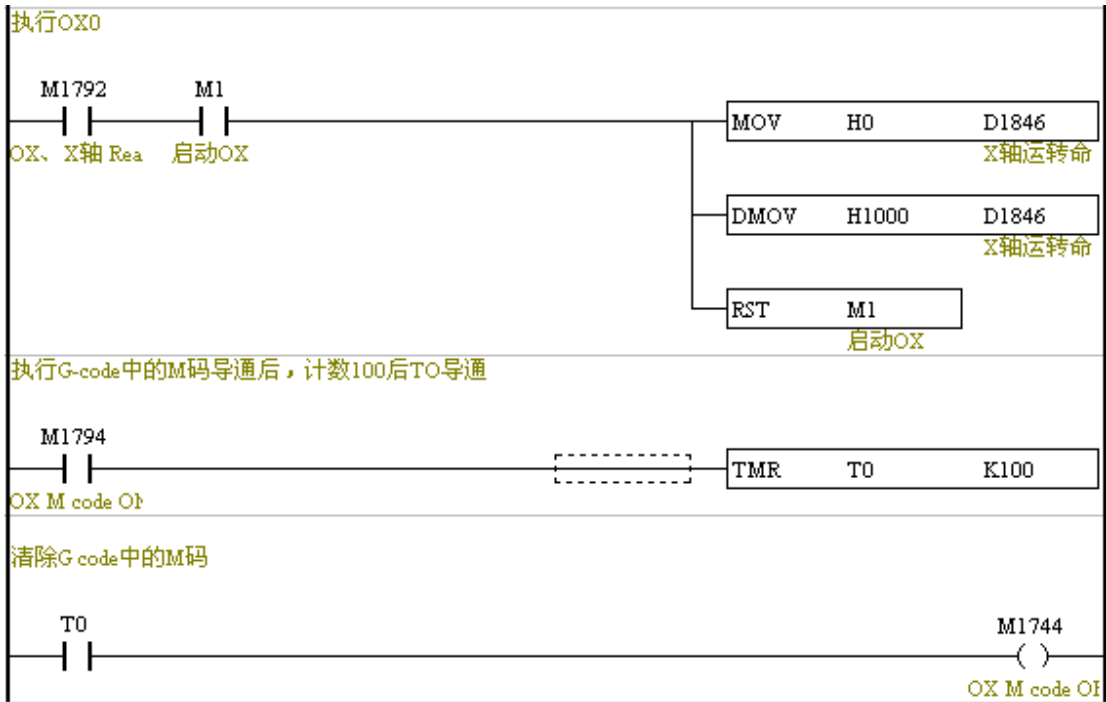 执行OX0
M1792 M1
MOV H0 D1846
OX、X轴 Rea 启动OX X轴运转命
DMOV H1000 D1846
X轴运转命
RST M1
启动OX
执行G-code中的M码导通后，计数100后TO导通
M1794
TMR T0 K100
OX M code
清除G code中的M码
T0 M1744
OX M code